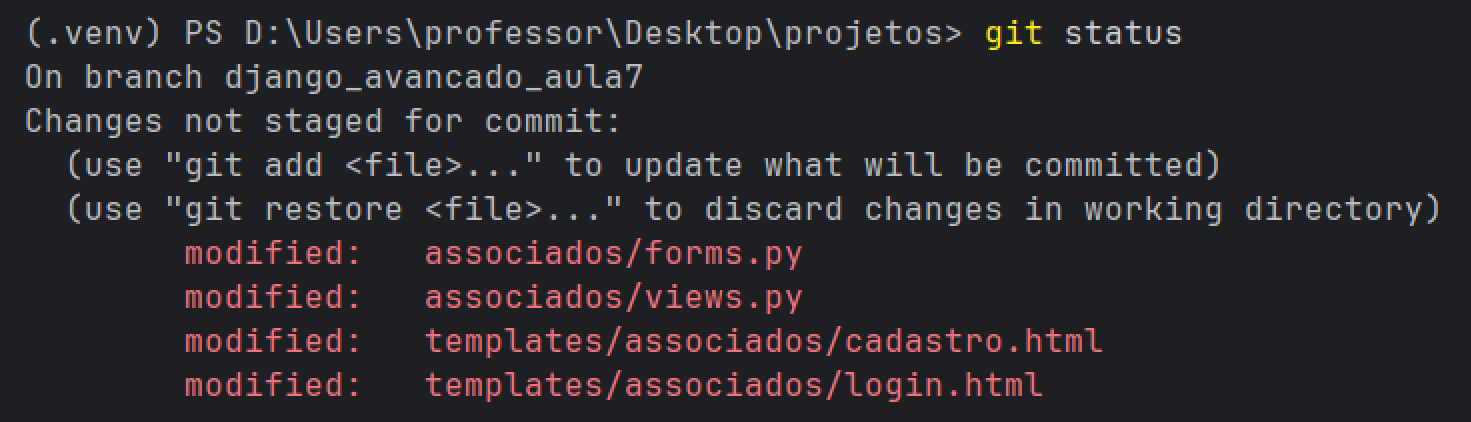 (.venv) PS D:\Users\professor\Desktop\projetos> git status
On branch django_avancado_aula7
Changes not staged for commit:
  (use "git add <file>..." to update what will be committed)
  (use "git restore <file>..." to discard changes in working directory)
        modified:   associados/forms.py
        modified:   associados/views.py
        modified:   templates/associados/cadastro.html
        modified:   templates/associados/login.html